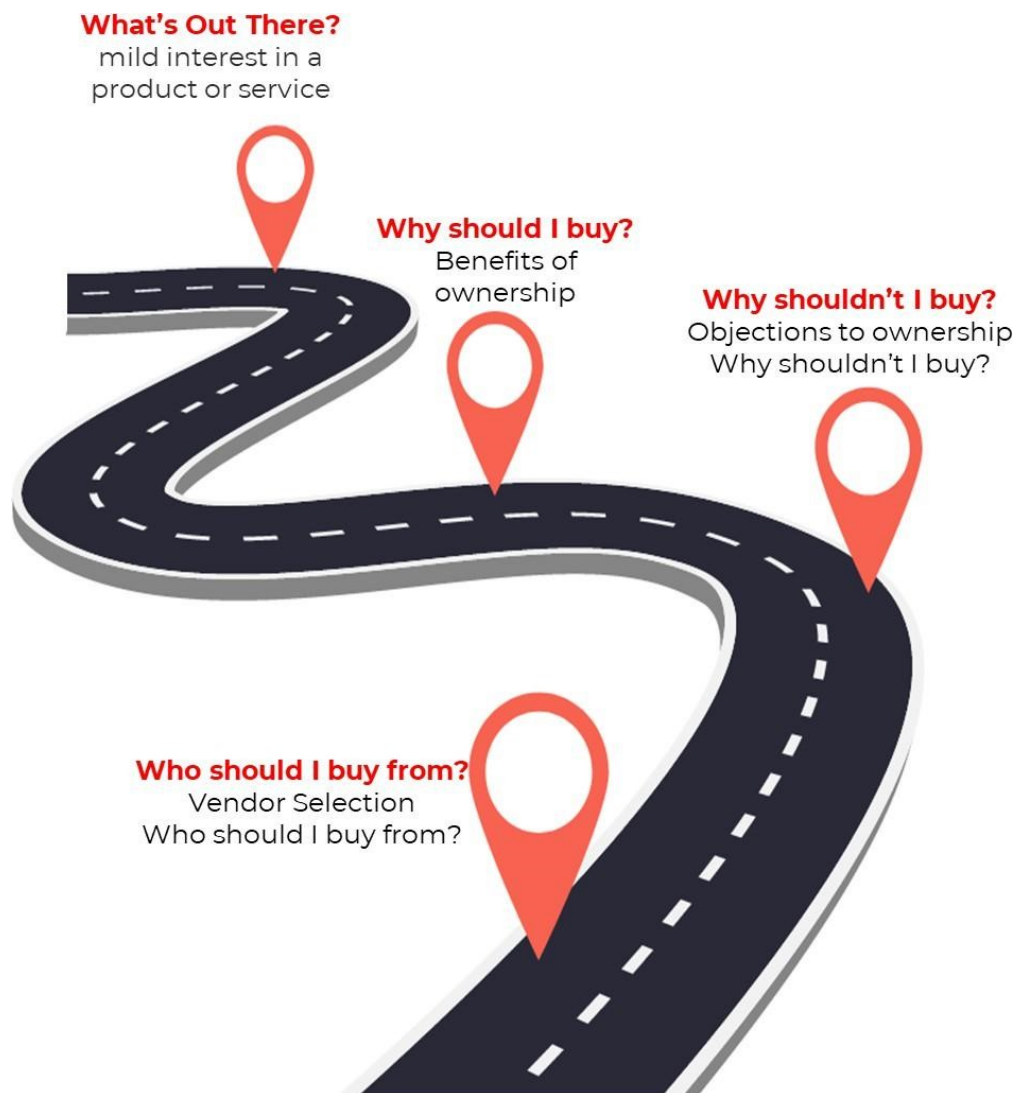 What’s Out There?
mild interest in a
product or service
Why should I buy?
Benefits of
ownership
Why shouldn’t I buy?
Objections to ownership
Why shouldn’t I buy?
Who should I buy from?
Vendor Selection
Who should I buy from?